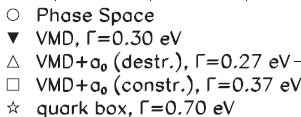 ○ Phase Space
▼ VMD, Γ=0.30 eV
△ VMD+a₀ (destr.), Γ=0.27 eV
□ VMD+a₀ (constr.), Γ=0.37 eV
☆ quark box, Γ=0.70 eV